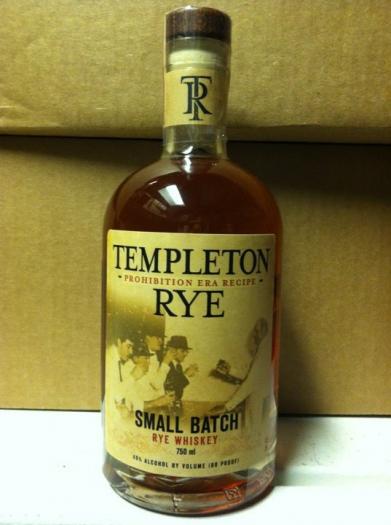 TR
TEMPLETON
- PROHIBITION ERA RECIPE -
RYE
SMALL BATCH
RYE WHISKEY
750 ml
40% ALCOHOL BY VOLUME (80 PROOF)